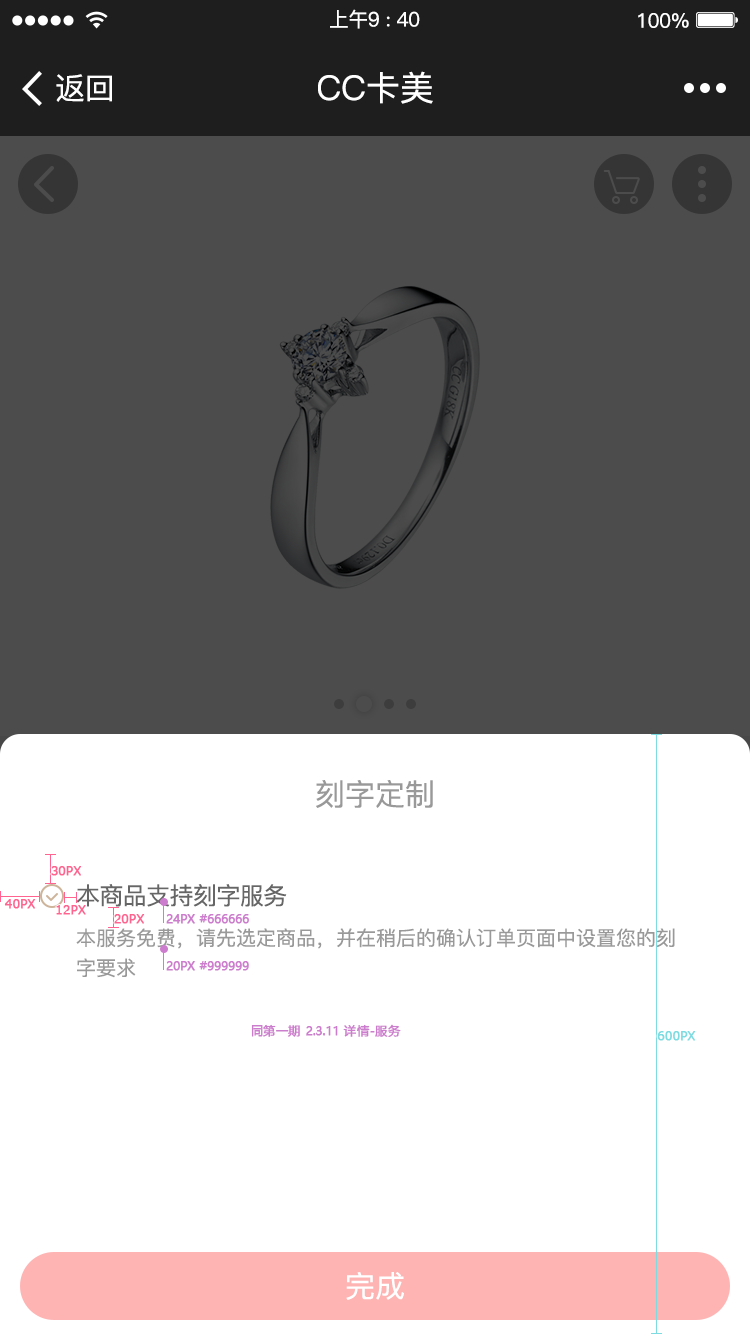 上午9 : 40
100%
返回
CC卡美
刻字定制
30PX
本商品支持刻字服务
40PX
12PX
20PX
24PX #666666
本服务免费，请先选定商品，并在稍后的确认订单页面中设置您的刻
字要求
20PX #999999
同第一期 2.3.11 详情-服务
600PX
完成